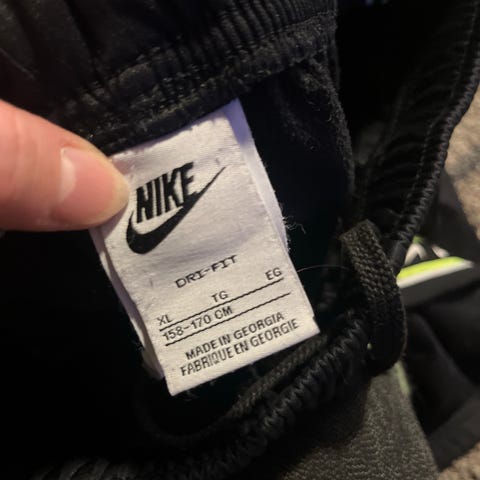 NIKE
DRI-FIT
XL TG EG
158-170 CM
MADE IN GEORGIA
FABRIQUE EN GEORGIE